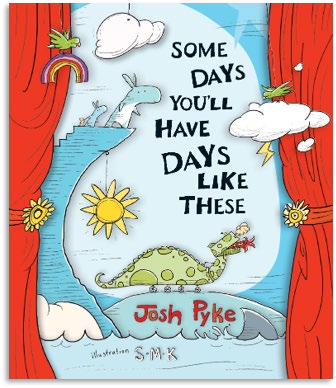 SOME
DAYS
YOU'LL
HAVE
DAYS
LIKE
THESE
Josh Pyke
illustration S·M·K